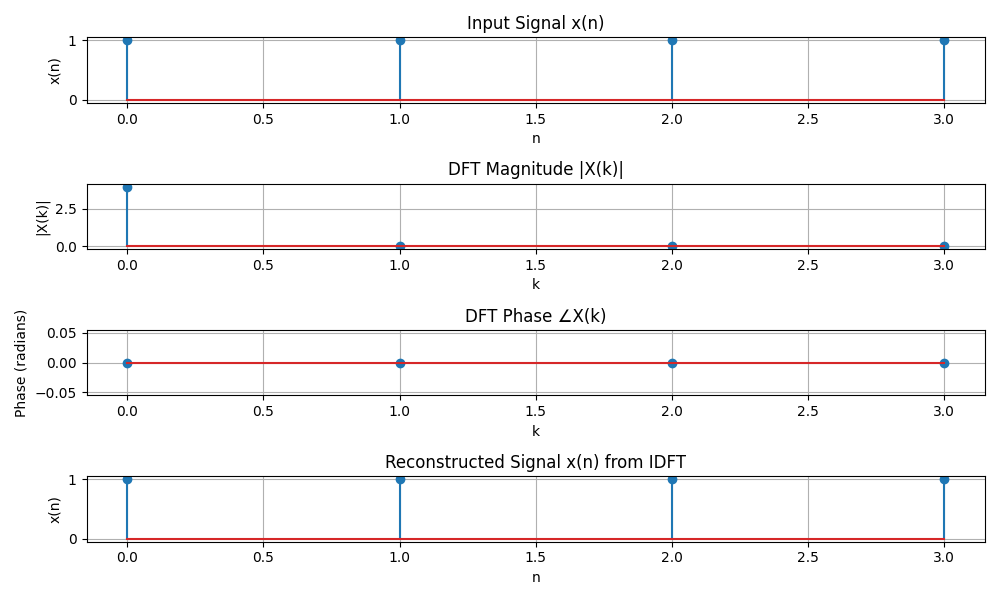 Input Signal x(n)
x(n)
1
0
0.0 0.5 1.0 1.5 2.0 2.5 3.0
n
DFT Magnitude |X(k)|
|X(k)|
2.5
0.0
0.0 0.5 1.0 1.5 2.0 2.5 3.0
k
DFT Phase ∠X(k)
Phase (radians)
0.05
0.00
−0.05
0.0 0.5 1.0 1.5 2.0 2.5 3.0
k
Reconstructed Signal x(n) from IDFT
x(n)
1
0
0.0 0.5 1.0 1.5 2.0 2.5 3.0
n